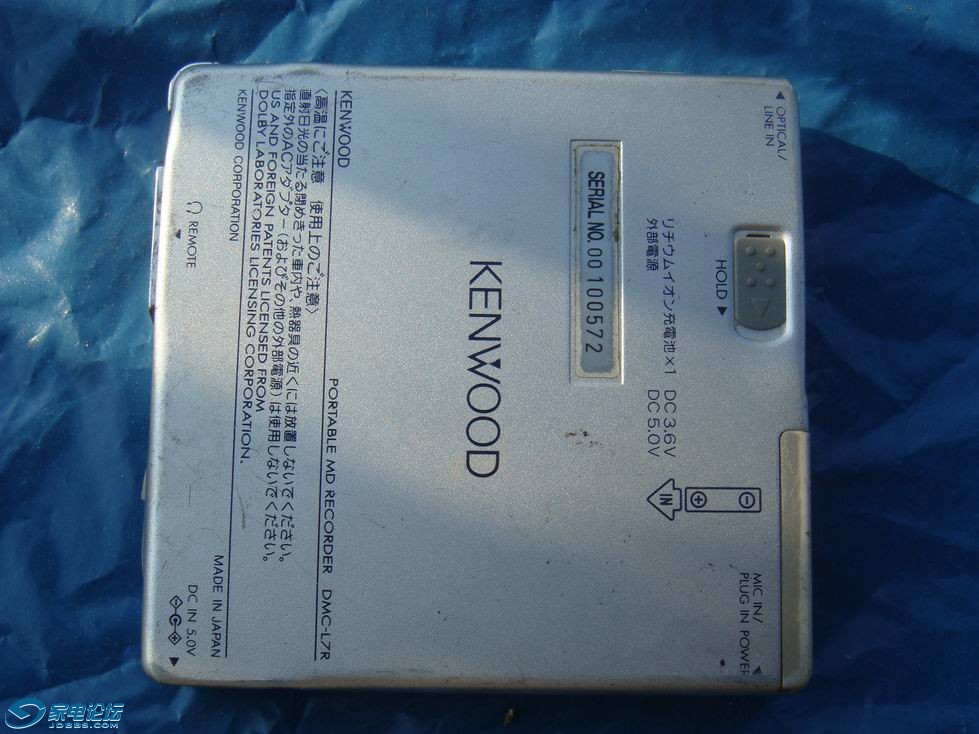 OPTICAL/
LINE IN
HOLD
MIC IN/
PLUG IN POWER
リチウムイオン充電池×1 DC 3.6V
外部電源 DC 5.0V
IN
SERIAL NO. 00100572
KENWOOD
KENWOOD PORTABLE MD RECORDER DMC-L7R
〈高温にご注意 使用上のご注意〉
直射日光の当たる閉めきった車内や、熱器具の近くには放置しないでください。
指定外のACアダプター(およびその他の外部電源)は使用しないでください。
US AND FOREIGN PATENTS LICENSED FROM
DOLBY LABORATORIES LICENSING CORPORATION.
KENWOOD CORPORATION MADE IN JAPAN
REMOTE
DC IN 5.0V
家电论坛
JDBBS.COM